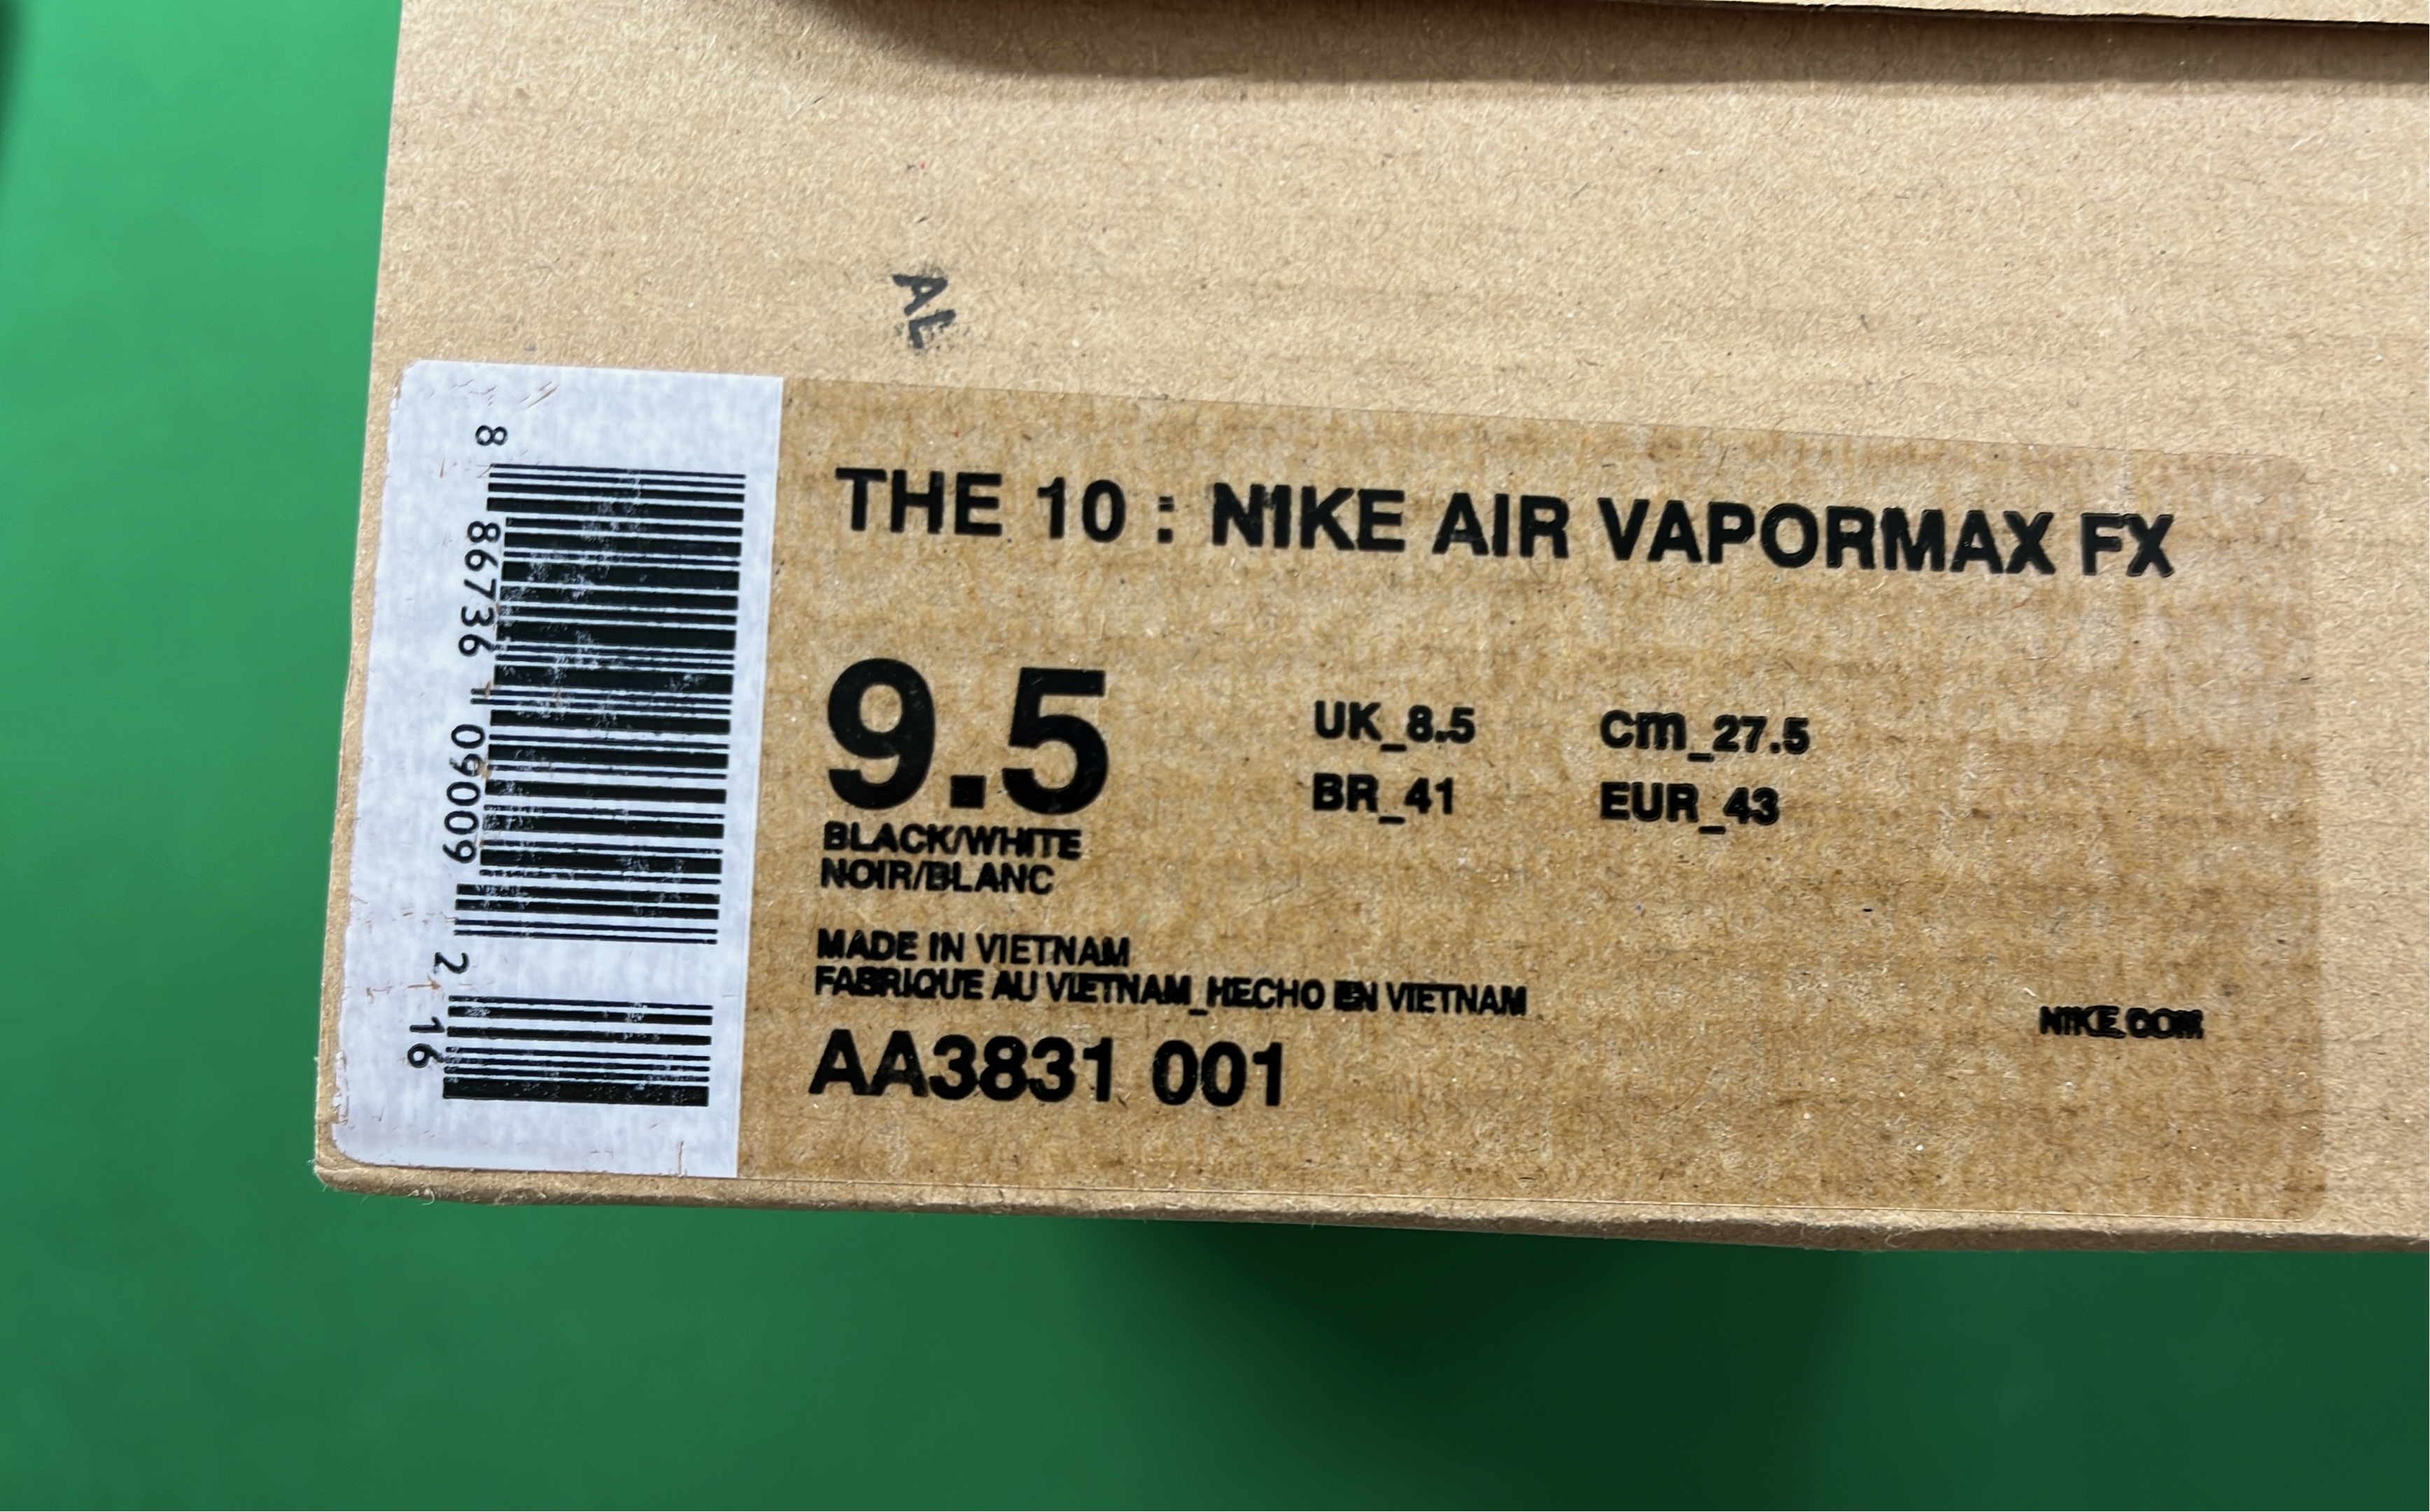 AE
8 86736 09009 2 16
THE 10 : NIKE AIR VAPORMAX FX
9.5
UK_8.5 cm_27.5
BR_41 EUR_43
BLACK/WHITE
NOIR/BLANC
MADE IN VIETNAM
FABRIQUE AU VIETNAM_HECHO EN VIETNAM
NIKE.COM
AA3831 001